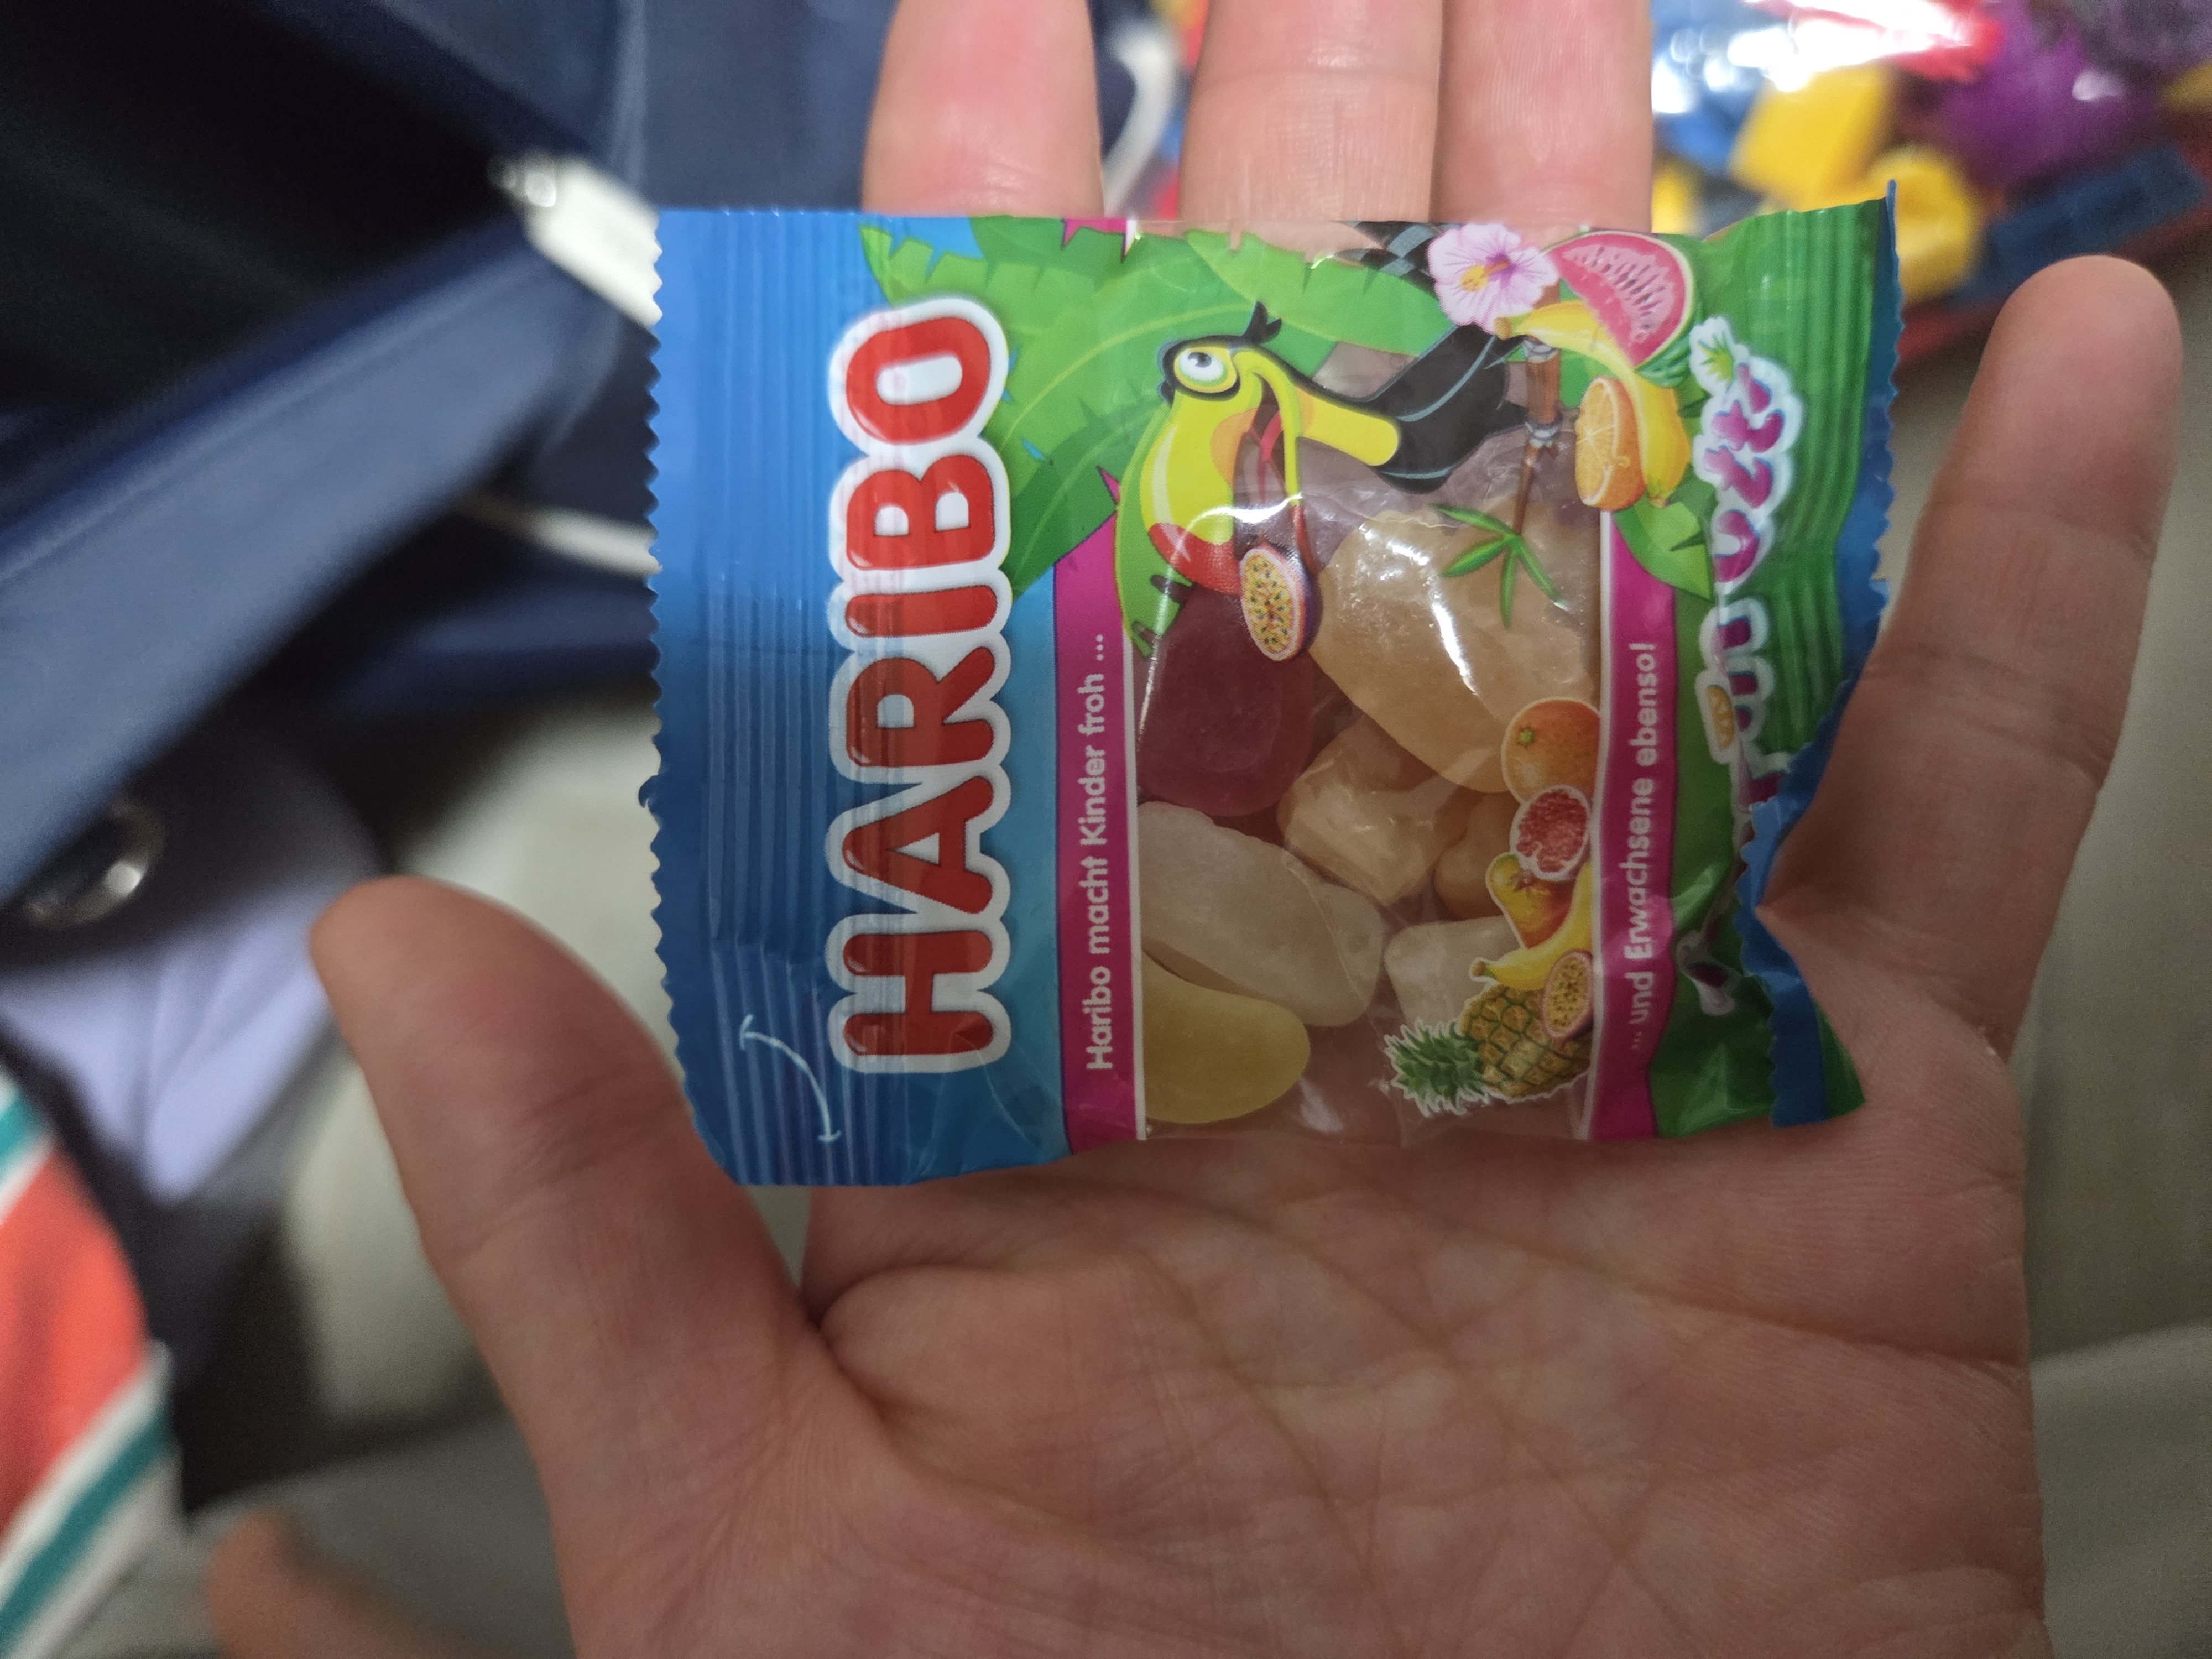 HARIBO
Haribo macht Kinder froh ...
... und Erwachsene ebenso!